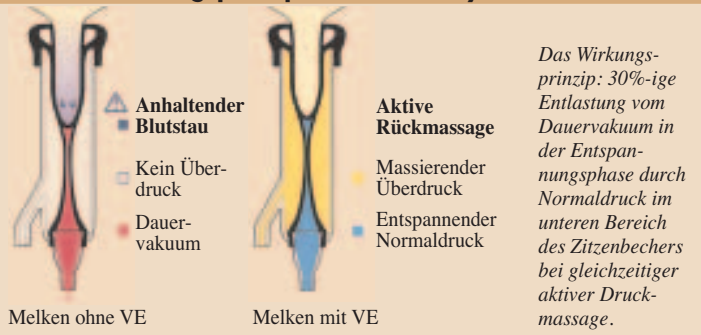 Anhaltender
Blutstau
Kein Über-
druck
Dauer-
vakuum
Melken ohne VE
Aktive
Rückmassage
Massierender
Überdruck
Entspannender
Normaldruck
Melken mit VE
Das Wirkungs-
prinzip: 30%-ige
Entlastung vom
Dauervakuum in
der Entspan-
nungsphase durch
Normaldruck im
unteren Bereich
des Zitzenbechers
bei gleichzeitiger
aktiver Druck-
massage.